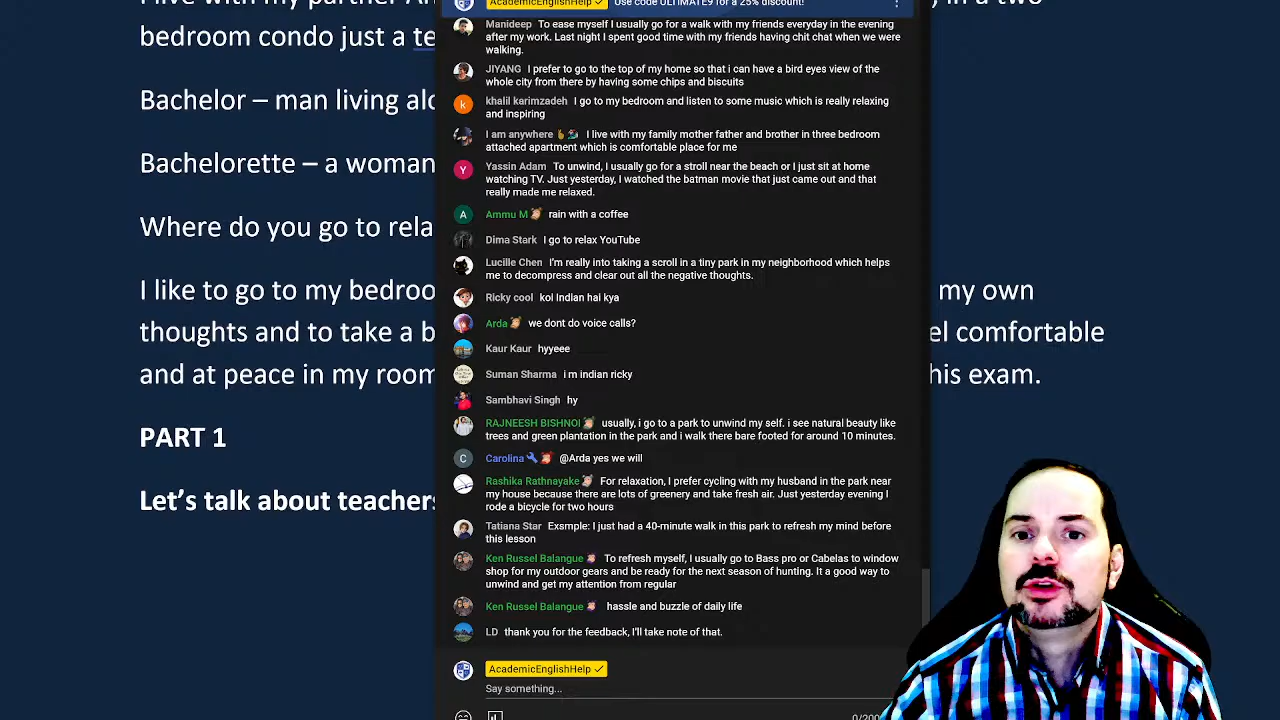 I live with my partner
, in a two
bedroom condo just a te
Bachelor – man living alo
Bachelorette – a woman
Where do you go to rela
I like to go to my bedroo
my own
thoughts and to take a b
el comfortable
and at peace in my room
his exam.
PART 1
Let's talk about teachers
AcademicEnglishHelp ✓ Use code ULTIMATE9 for a 25% discount!
Manideep To ease myself I usually go for a walk with my friends everyday in the evening
after my work. Last night I spent good time with my friends having chit chat when we were
walking.
JIYANG I prefer to go to the top of my home so that i can have a bird eyes view of the
whole city from there by having some chips and biscuits
k
khalil karimzadeh I go to my bedroom and listen to some music which is really relaxing
and inspiring
I am anywhere I live with my family mother father and brother in three bedroom
attached apartment which is comfortable place for me
Y
Yassin Adam To unwind, I usually go for a stroll near the beach or I just sit at home
watching TV. Just yesterday, I watched the batman movie that just came out and that
really made me relaxed.
A
Ammu M rain with a coffee
Dima Stark I go to relax YouTube
Lucille Chen I'm really into taking a scroll in a tiny park in my neighborhood which helps
me to decompress and clear out all the negative thoughts.
Ricky cool koI Indian hai kya
Arda we dont do voice calls?
Kaur Kaur hyyeee
Suman Sharma i m indian ricky
Sambhavi Singh hy
RAJNEESH BISHNOI usually, i go to a park to unwind my self. i see natural beauty like
trees and green plantation in the park and i walk there bare footed for around 10 minutes.
C
Carolina @Arda yes we will
Rashika Rathnayake For relaxation, I prefer cycling with my husband in the park near
my house because there are lots of greenery and take fresh air. Just yesterday evening I
rode a bicycle for two hours
Tatiana Star Exsmple: I just had a 40-minute walk in this park to refresh my mind before
this lesson
Ken Russel Balangue To refresh myself, I usually go to Bass pro or Cabelas to window
shop for my outdoor gears and be ready for the next season of hunting. It a good way to
unwind and get my attention from regular
Ken Russel Balangue hassle and buzzle of daily life
LD thank you for the feedback, I'll take note of that.
AcademicEnglishHelp ✓
Say something...
0/200